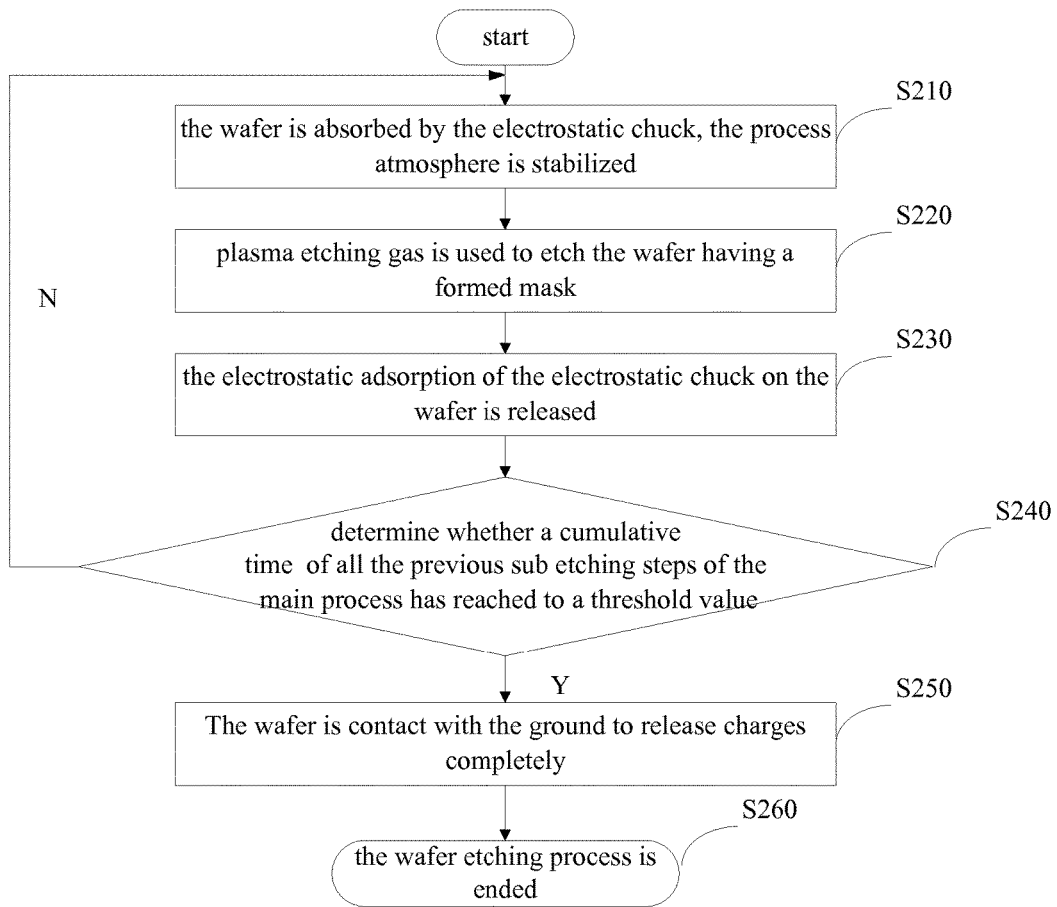 start
S210
the wafer is absorbed by the electrostatic chuck, the process
atmosphere is stabilized
S220
plasma etching gas is used to etch the wafer having a
formed mask
N
S230
the electrostatic adsorption of the electrostatic chuck on the
wafer is released
S240
determine whether a cumulative
time of all the previous sub etching steps of the
main process has reached to a threshold value
Y
S250
The wafer is contact with the ground to release charges
completely
S260
the wafer etching process is
ended